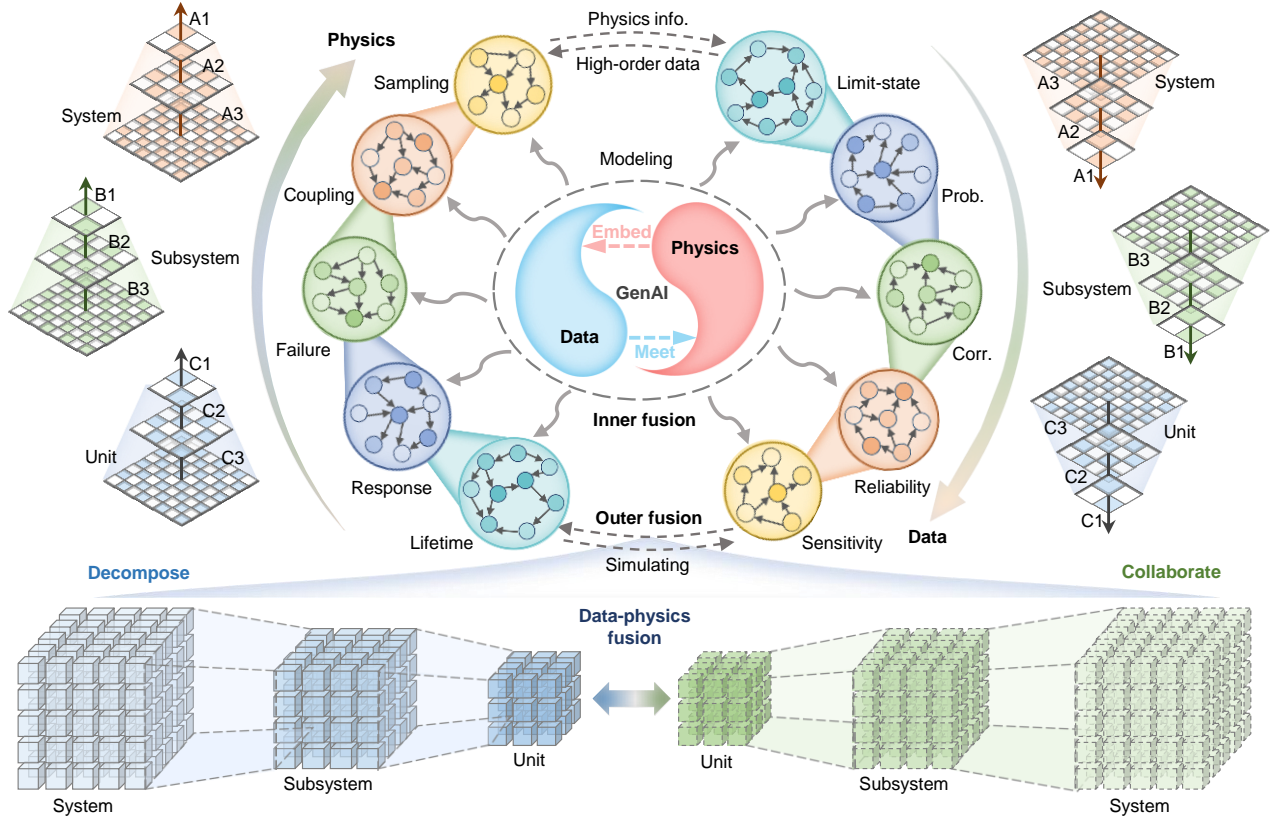 A1
A2
A3
System
B1
B2
B3
Subsystem
C1
C2
C3
Unit
Physics
Sampling
Coupling
Failure
Response
Lifetime
Physics info.
High-order data
Modeling
Embed
Physics
GenAI
Data
Meet
Inner fusion
Outer fusion
Simulating
Limit-state
Prob.
Corr.
Reliability
Sensitivity
Data
A3
System
A2
A1
B3
Subsystem
B2
B1
C3
Unit
C2
C1
Decompose
Collaborate
Data-physics
fusion
System
Subsystem
Unit
Unit
Subsystem
System